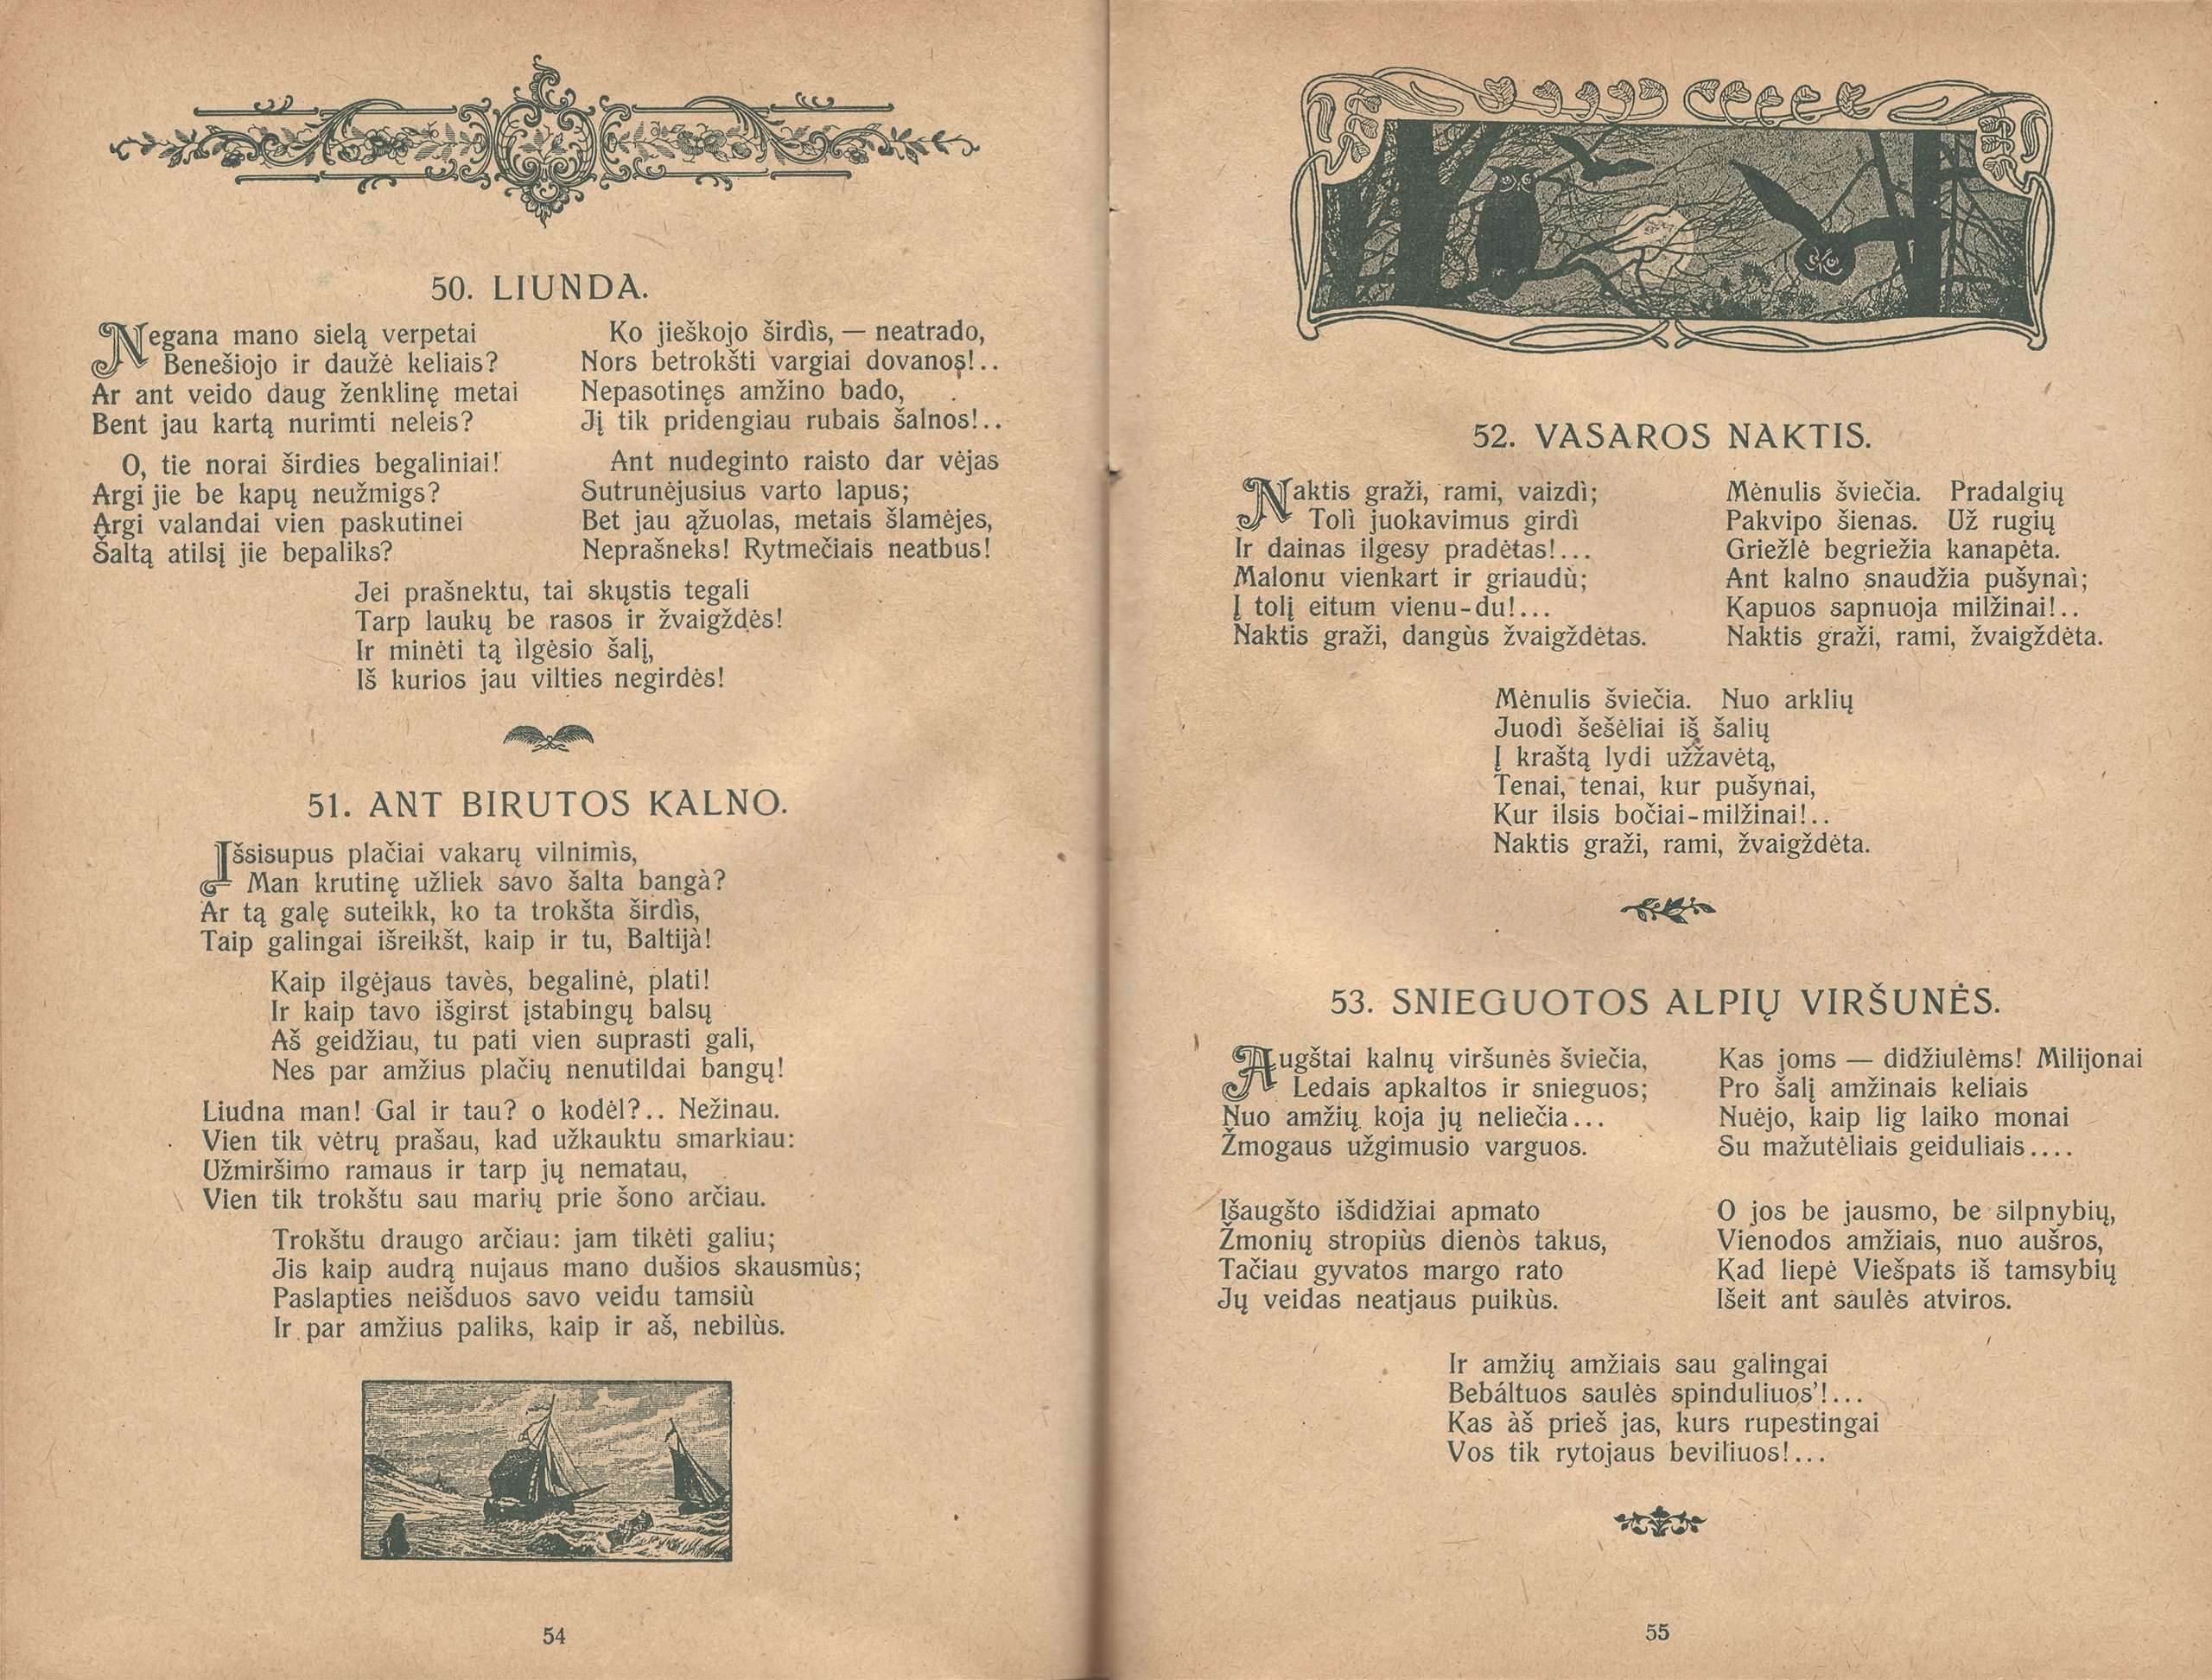 50. LIUNDA.
Negana mano sielą verpetai
Benešiojo ir daužė keliais?
Ar ant veido daug ženklinę metai
Bent jau kartą nurimti neleis?
O, tie norai širdies begaliniai!
Argi jie be kapų neužmigs?
Argi valandai vien paskutinei
Šaltą atilsį jie bepaliks?
Ko jieškojo širdìs, — neatrado,
Nors betrokšti vargiai dovanos!..
Nepasotinęs amžino bado,
Jį tik pridengiau rubais šalnos!..
Ant nudeginto raisto dar vėjas
Sutrunėjusius varto lapus;
Bet jau ąžuolas, metais šlamėjes,
Neprašneks! Rytmečiais neatbus!
Jei prašnektu, tai skųstis tegali
Tarp laukų be rasos ir žvaigždės!
Ir minėti tą ìlgėsio šalį,
Iš kurios jau vilties negirdės!
51. ANT BIRUTOS KALNO.
Išsisupus plačiai vakarų vilnimìs,
Man krutinę užliek savo šalta bangà?
Ar tą galę suteikk, ko ta trokšta širdìs,
Taip galingai išreikšt, kaip ir tu, Baltijà!
Kaip ilgėjaus tavès, begalinė, plati!
Ir kaip tavo išgirst įstabingų balsų
Aš geidžiau, tu pati vien suprasti gali,
Nes par amžius plačių nenutildai bangų!
Liudna man! Gal ir tau? o kodėl?.. Nežinau.
Vien tik vėtrų prašau, kad užkauktu smarkiau:
Užmiršimo ramaus ir tarp jų nematau,
Vien tik trokštu sau marių prie šono arčiau.
Trokštu draugo arčiau: jam tikėti galiu;
Jis kaip audrą nujaus mano dušios skausmùs;
Paslapties neišduos savo veidu tamsiù
Ir par amžius paliks, kaip ir aš, nebilùs.
54
52. VASAROS NAKTIS.
Naktis graži, rami, vaizdì;
Tolì juokavimus girdì
Ir dainas ilgesy pradėtas!...
Malonu vienkart ir griaudù;
Į tolį eitum vienu-du!...
Naktis graži, dangùs žvaigždėtas.
Mėnulis šviečia. Pradalgių
Pakvipo šienas. Už rugių
Griežlė begriežia kanapėta.
Ant kalno snaudžia pušynaì;
Kapuos sapnuoja milžinai!..
Naktis graži, rami, žvaigždėta.
Mėnulis šviečia. Nuo arklių
Juodì šešėliai iš šalių
Į kraštą lydi užžavėtą,
Tenai, tenai, kur pušynai,
Kur ilsis bočiai-milžinai!..
Naktis graži, rami, žvaigždėta.
53. SNIEGUOTOS ALPIŲ VIRŠUNĖS.
Augštai kalnų viršunės šviečia,
Ledais apkaltos ir snieguos;
Nuo amžių koja jų neliečia...
Žmogaus užgimusio varguos.
Išaugšto išdidžiai apmato
Žmonių stropiùs dienòs takus,
Tačiau gyvatos margo rato
Jų veidas neatjaus puikùs.
Kas joms — didžiulėms! Milijonai
Pro šalį amžinais keliais
Nuėjo, kaip lig laiko monai
Su mažutėliais geiduliais....
O jos be jausmo, be silpnybių,
Vienodos amžiais, nuo aušros,
Kad liepė Viešpats iš tamsybių
Išeit ant saulės atviros.
Ir amžių amžiais sau galingai
Bebáltuos saulės spinduliuos'!...
Kas àš prieš jas, kurs rupestingai
Vos tik rytojaus beviliuos!...
55